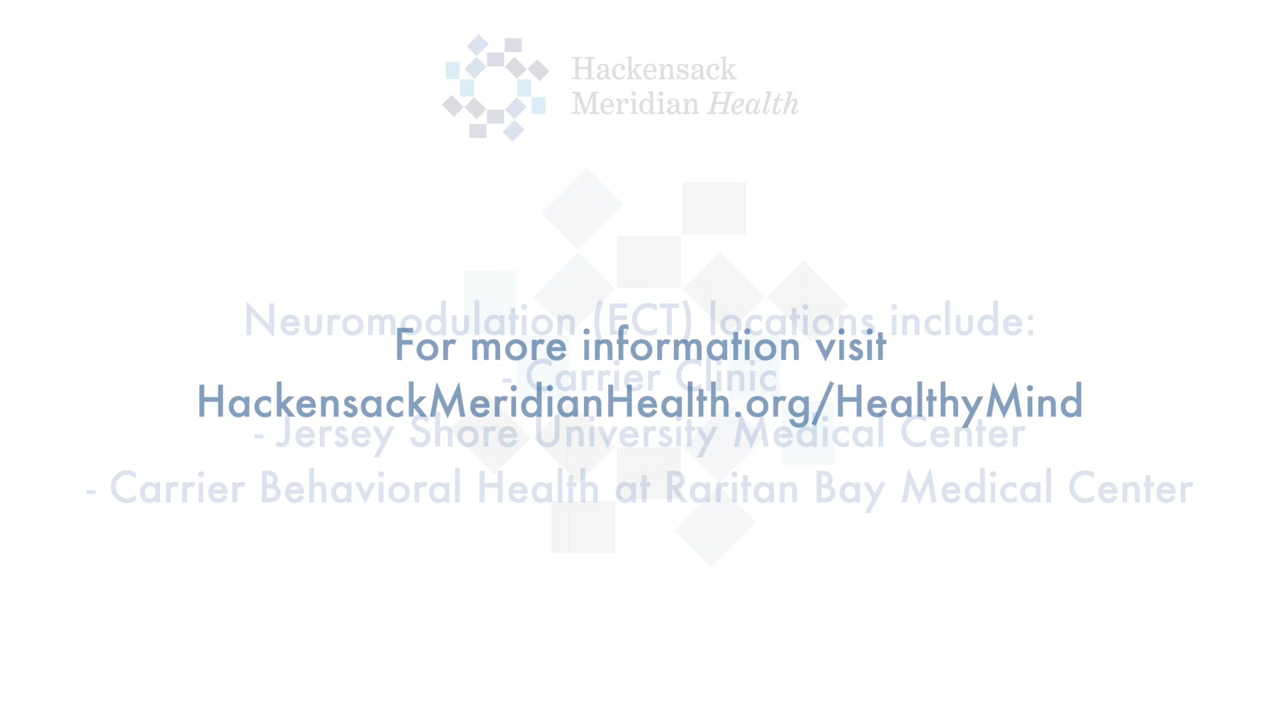 Hackensack
Meridian Health
Neuromodulation (ECT) locations include:
For more information visit
- Carrier Clinic
HackensackMeridianHealth.org/HealthyMind
- Jersey Shore University Medical Center
- Carrier Behavioral Health at Raritan Bay Medical Center